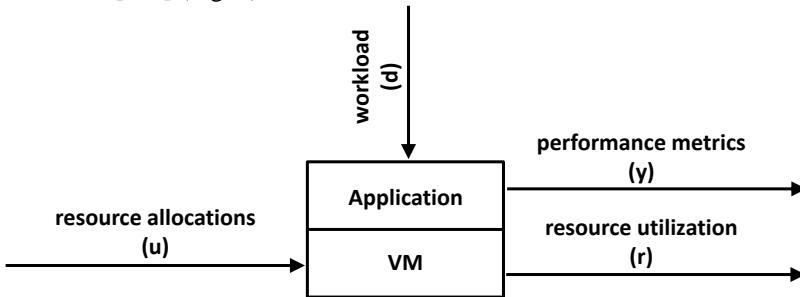 workload
(d)
performance metrics
(y)
Application
resource allocations
(u)
resource utilization
(r)
VM